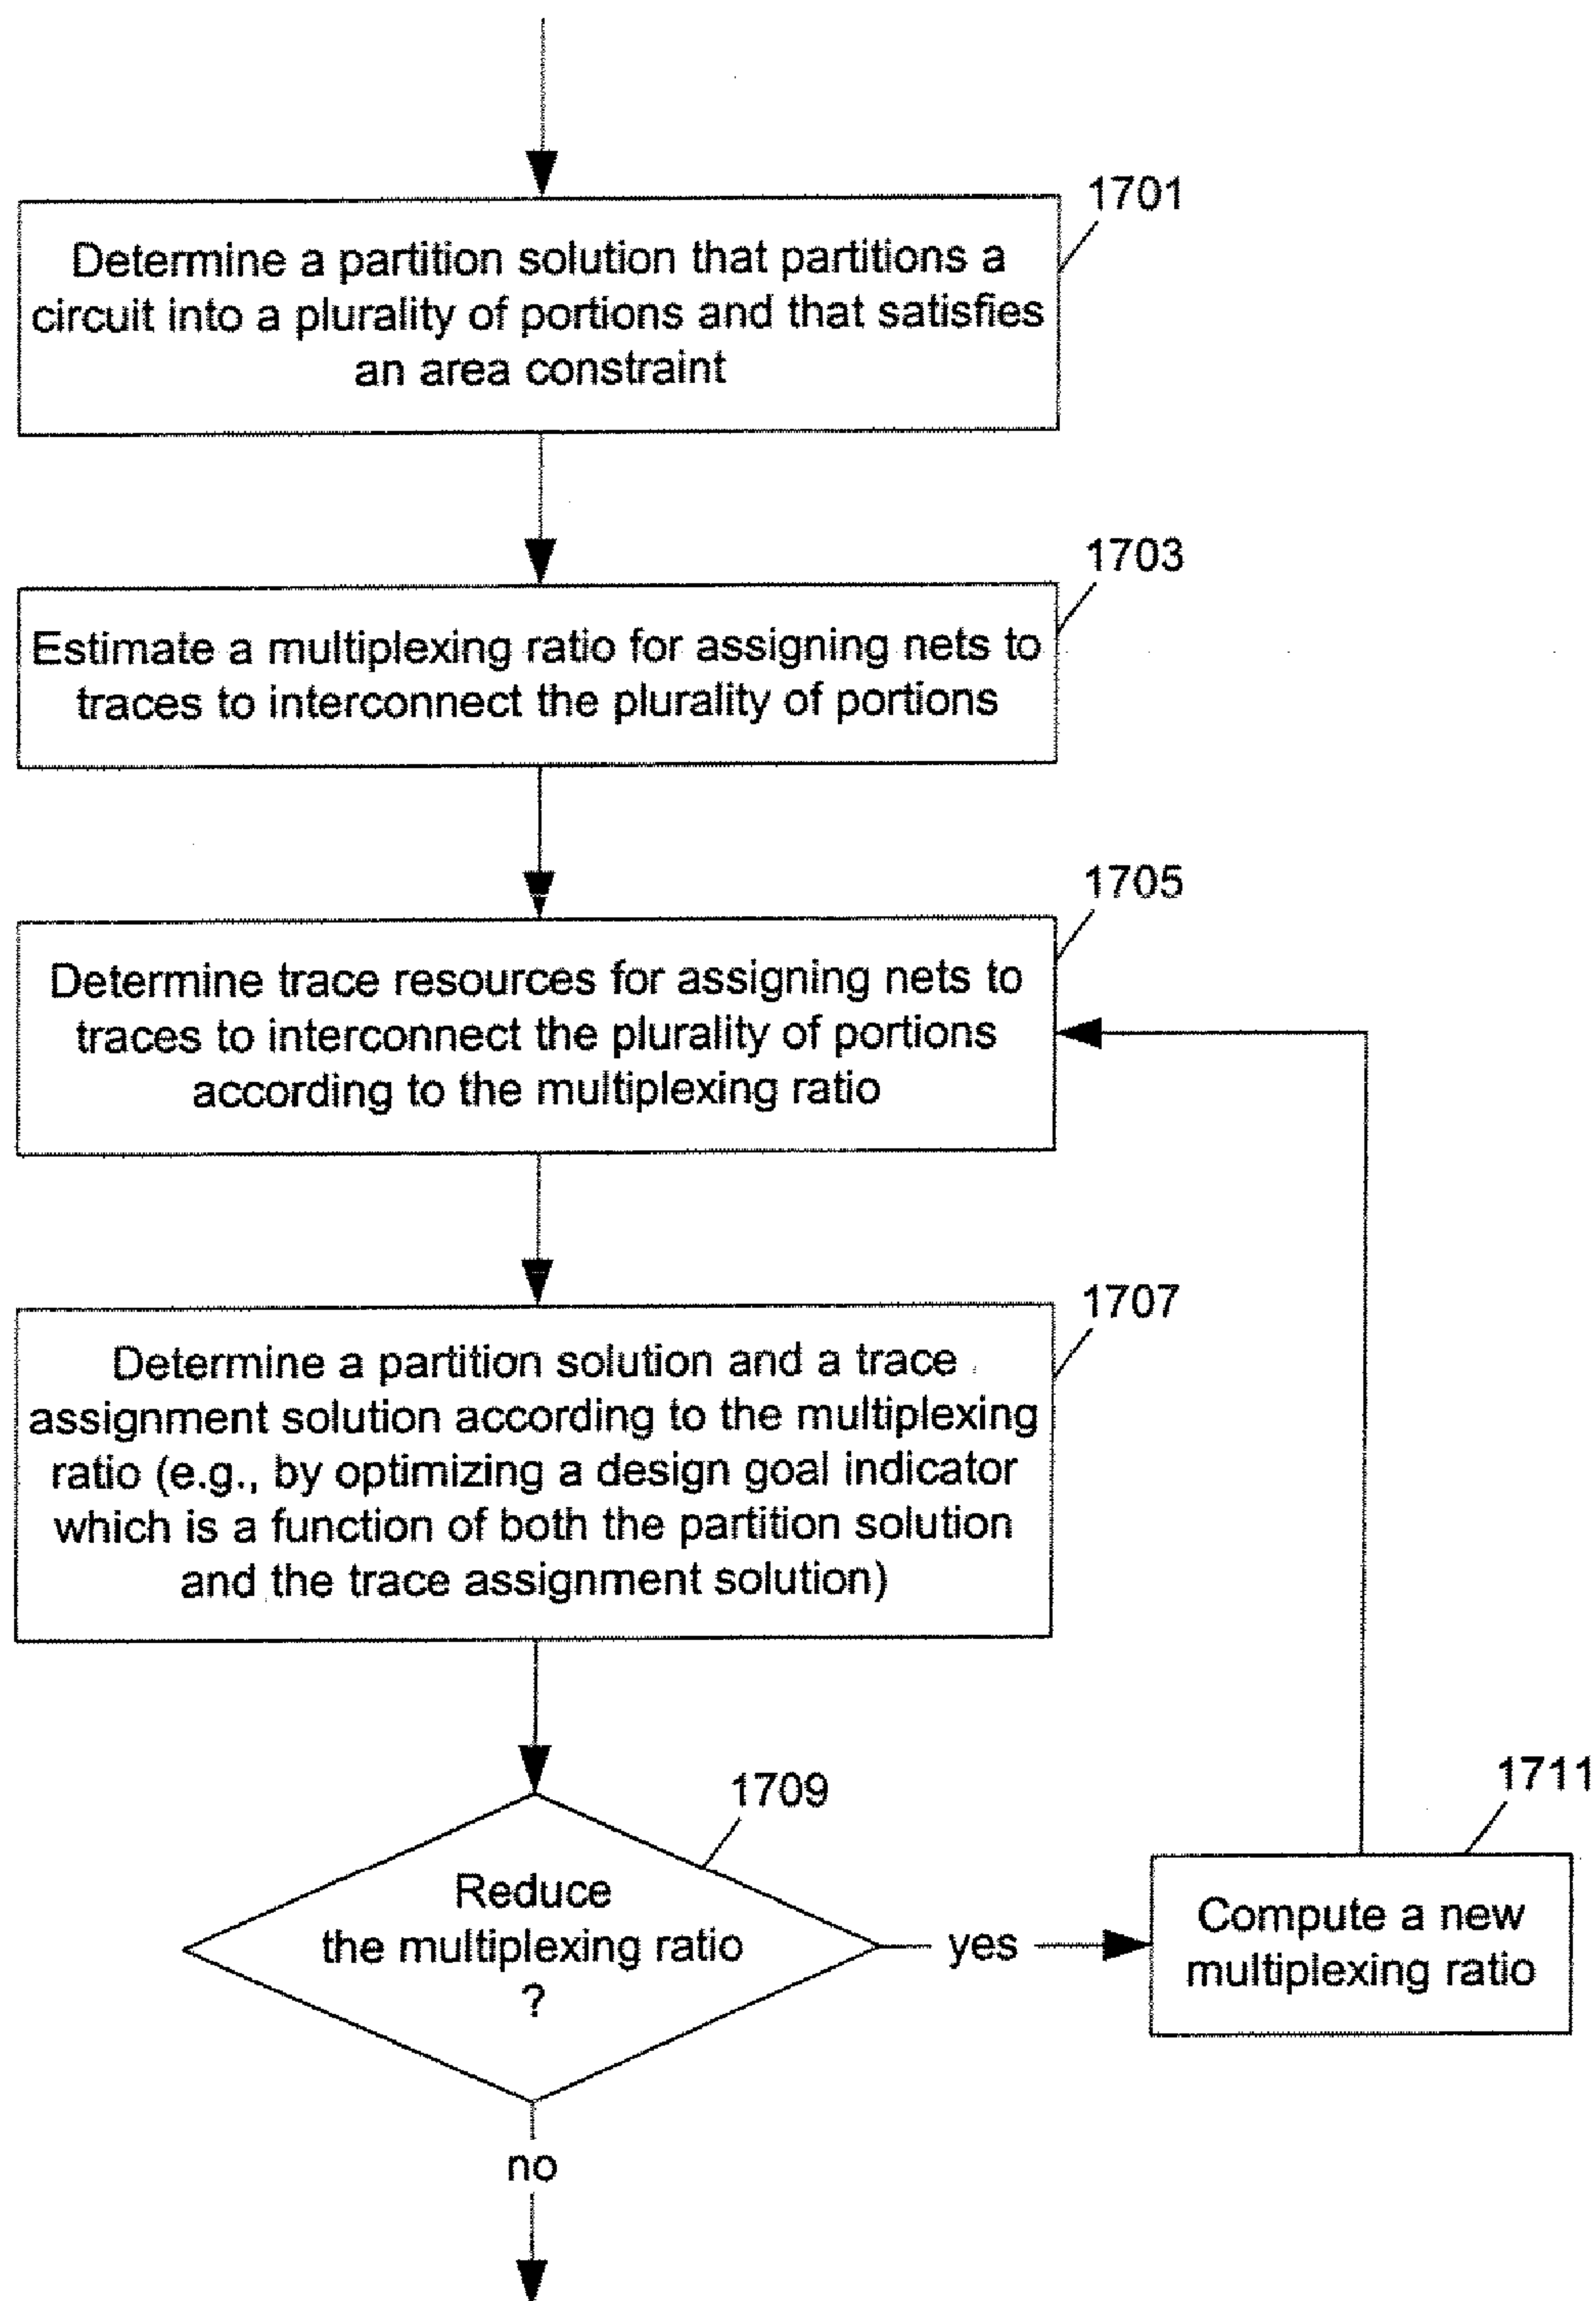 1701
Determine a partition solution that partitions a
circuit into a plurality of portions and that satisfies
an area constraint
1703
Estimate a multiplexing ratio for assigning nets to
traces to interconnect the plurality of portions
1705
Determine trace resources for assigning nets to
traces to interconnect the plurality of portions
according to the multiplexing ratio
1707
Determine a partition solution and a trace
assignment solution according to the multiplexing
ratio (e.g., by optimizing a design goal indicator
which is a function of both the partition solution
and the trace assignment solution)
1709
Reduce
the multiplexing ratio
?
yes
1711
Compute a new
multiplexing ratio
no